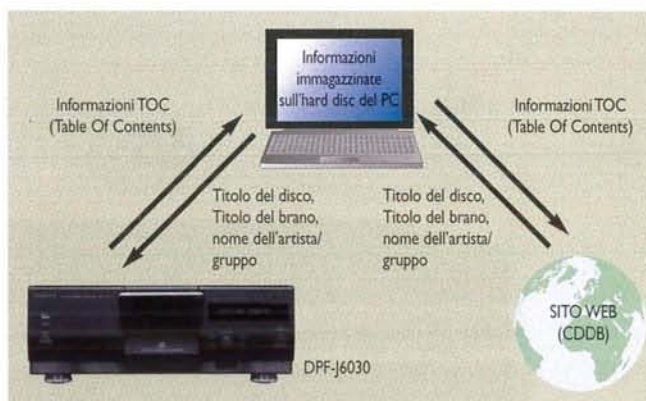 Informazioni
immagazzinate
sull'hard disc del PC
Informazioni TOC
(Table Of Contents)
Informazioni TOC
(Table Of Contents)
Titolo del disco,
Titolo del brano,
nome dell'artista/
gruppo
Titolo del disco,
Titolo del brano,
nome dell'artista/
gruppo
SITO WEB
(CDDB)
DPF-J6030